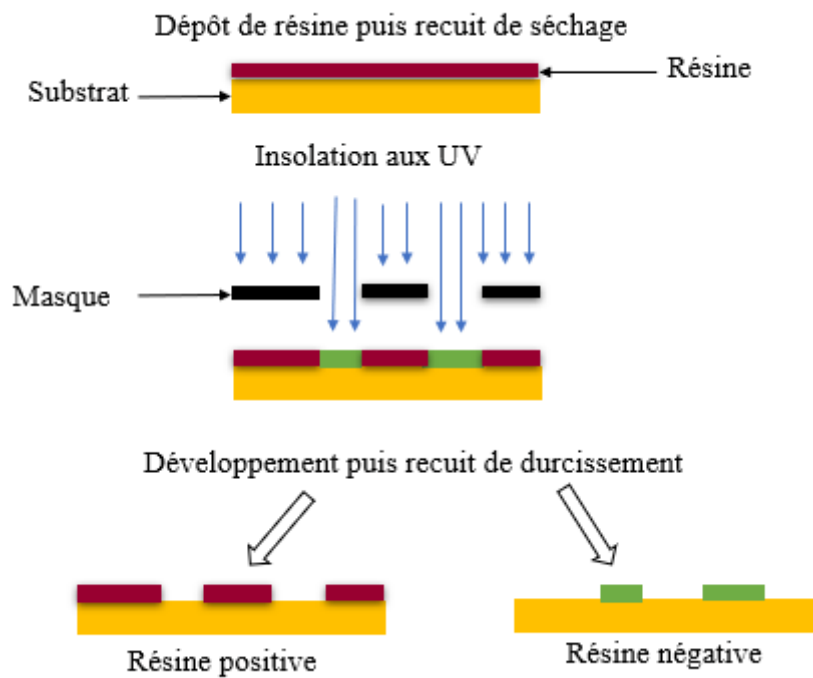 Dépôt de résine puis recuit de séchage
Résine
Substrat
Insolation aux UV
Masque
Développement puis recuit de durcissement
Résine positive
Résine négative